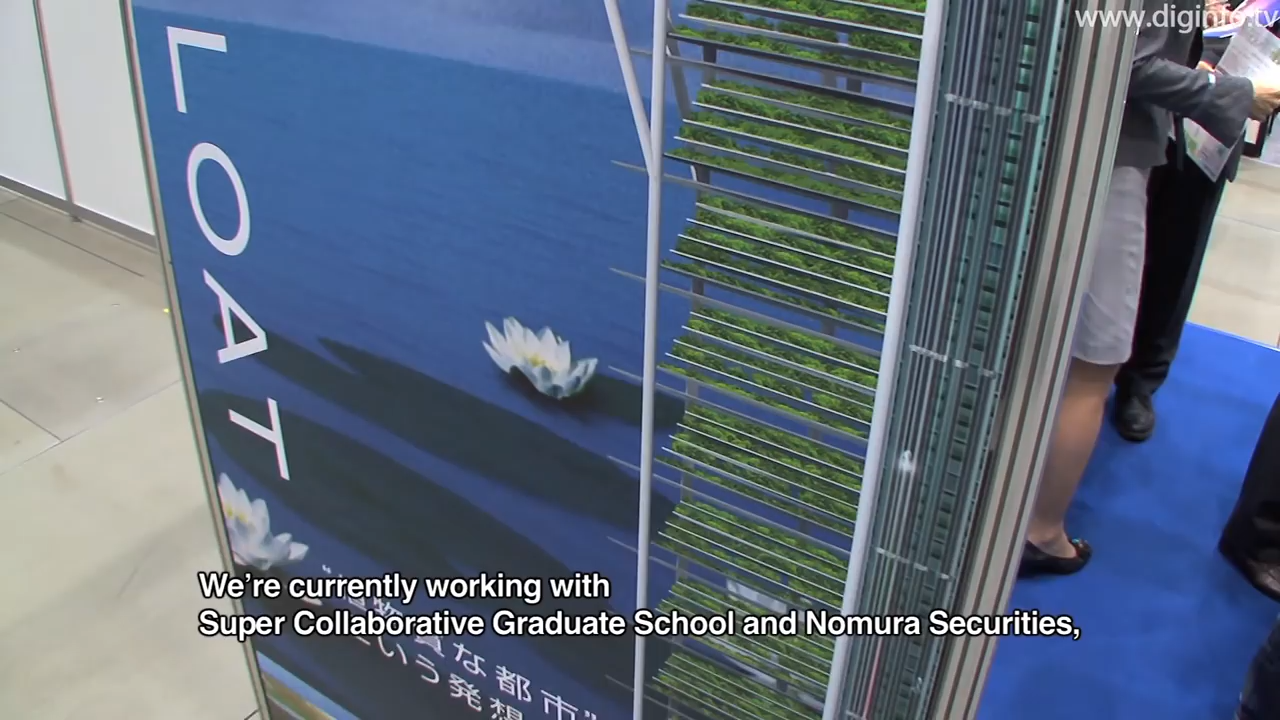 www.diginfo.tv
LOAT
We're currently working with
Super Collaborative Graduate School and Nomura Securities,
な都市"
いう発想